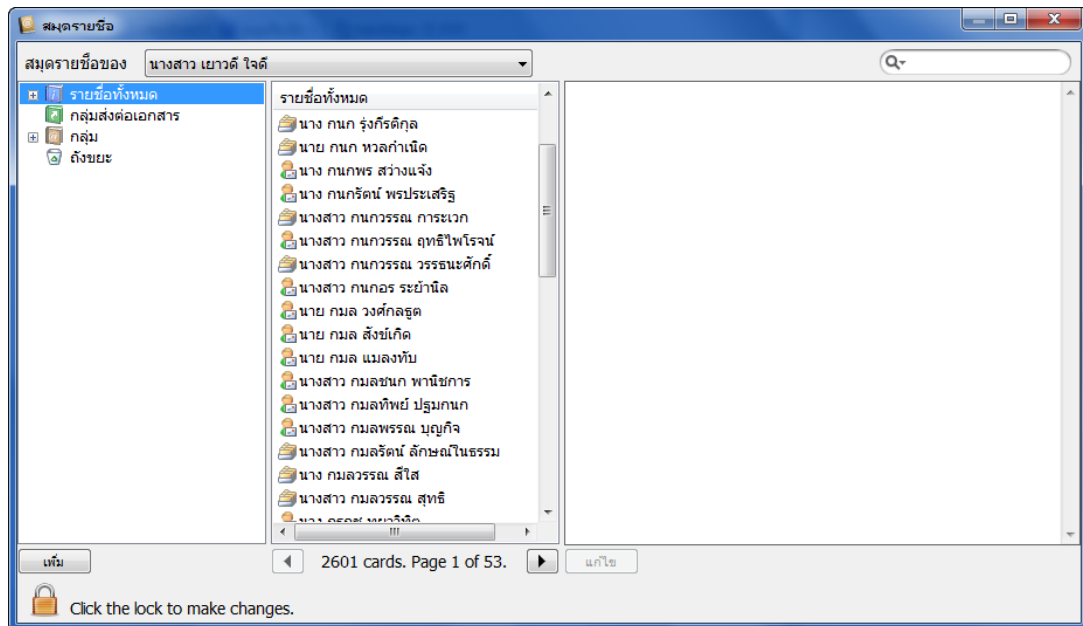 สมุดรายชื่อ
สมุดรายชื่อของ นางสาว เยาวดี ใจดี
รายชื่อทั้งหมด
กลุ่มส่งต่อเอกสาร
กลุ่ม
ถังขยะ
รายชื่อทั้งหมด
นาง กนก รุ่งกีรติกุล
นาย กนก หวลกำเนิด
นาง กนกพร สว่างแจ้ง
นาง กนกรัตน์ พรประเสริฐ
นางสาว กนกวรรณ การะเวก
นางสาว กนกวรรณ ฤทธิไพโรจน์
นางสาว กนกวรรณ วรรธนะศักดิ์
นางสาว กนกอร ระย้านิล
นาย กมล วงศ์กลธูต
นาย กมล สังข์เกิด
นาย กมล แมลงทับ
นางสาว กมลชนก พานิชการ
นางสาว กมลทิพย์ ปฐมกนก
นางสาว กมลพรรณ บุญกิจ
นางสาว กมลรัตน์ ลักษณ์ในธรรม
นาง กมลวรรณ สีใส
นางสาว กมลวรรณ สุทธิ
เพิ่ม
2601 cards. Page 1 of 53.
แก้ไข
Click the lock to make changes.